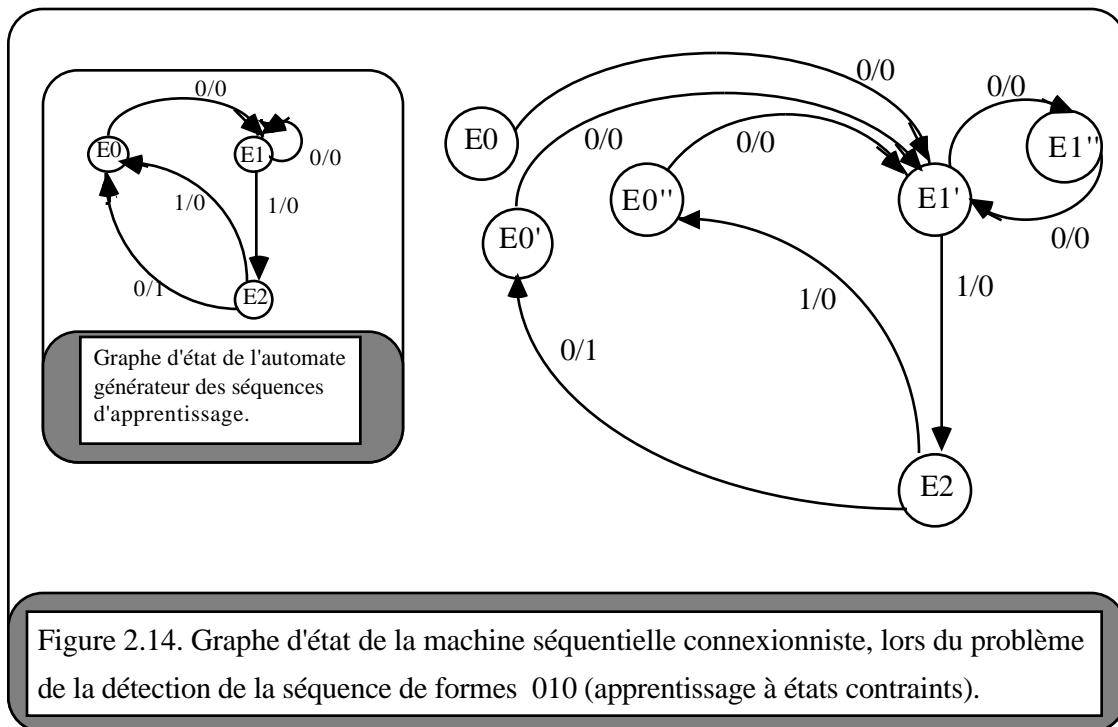 0/0
E0
E1
0/0
1/0
1/0
0/1
E2
Graphe d'état de l'automate
générateur des séquences
d'apprentissage.
0/0
0/0
E0
0/0
0/0
E1''
E0''
E1'
E0'
0/0
1/0
1/0
0/1
E2
Figure 2.14. Graphe d'état de la machine séquentielle connexionniste, lors du problème
de la détection de la séquence de formes 010 (apprentissage à états contraints).